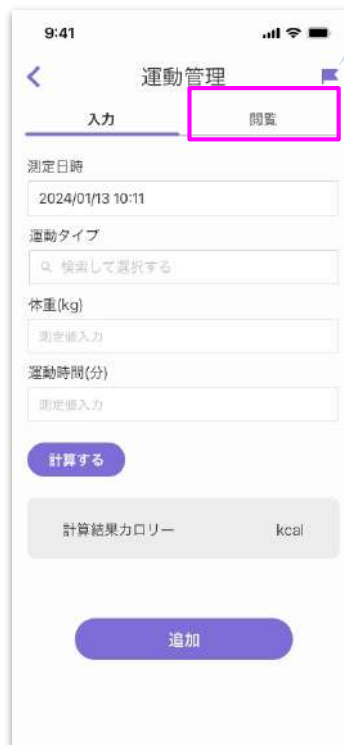 9:41
運動管理
入力
閲覧
測定日時
2024/01/13 10:11
運動タイプ
検索して選択する
体重(kg)
測定値入力
運動時間(分)
測定値入力
計算する
計算結果カロリー kcal
追加